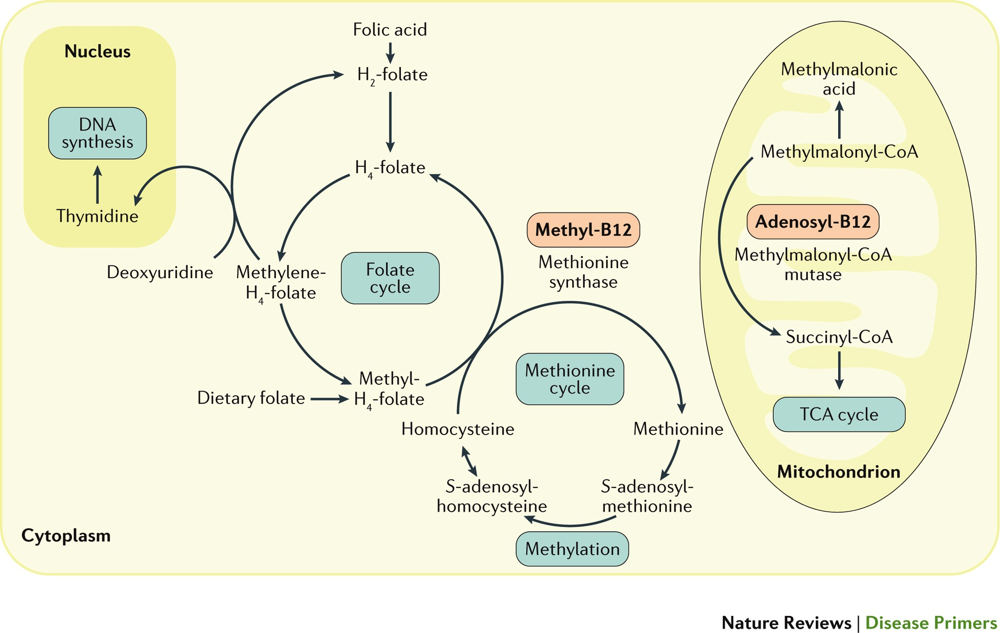 Folic acid
Nucleus
H₂-folate
Methylmalonic
acid
DNA
synthesis
Methylmalonyl-CoA
H₄-folate
Thymidine
Methyl-B12
Adenosyl-B12
Methionine
synthase
Methylmalonyl-CoA
mutase
Deoxyuridine
Methylene-
H₄-folate
Folate
cycle
Succinyl-CoA
Methionine
cycle
Methyl-
H₄-folate
Dietary folate
TCA cycle
Homocysteine
Methionine
Mitochondrion
S-adenosyl-
homocysteine
S-adenosyl-
methionine
Cytoplasm
Methylation
Nature Reviews | Disease Primers